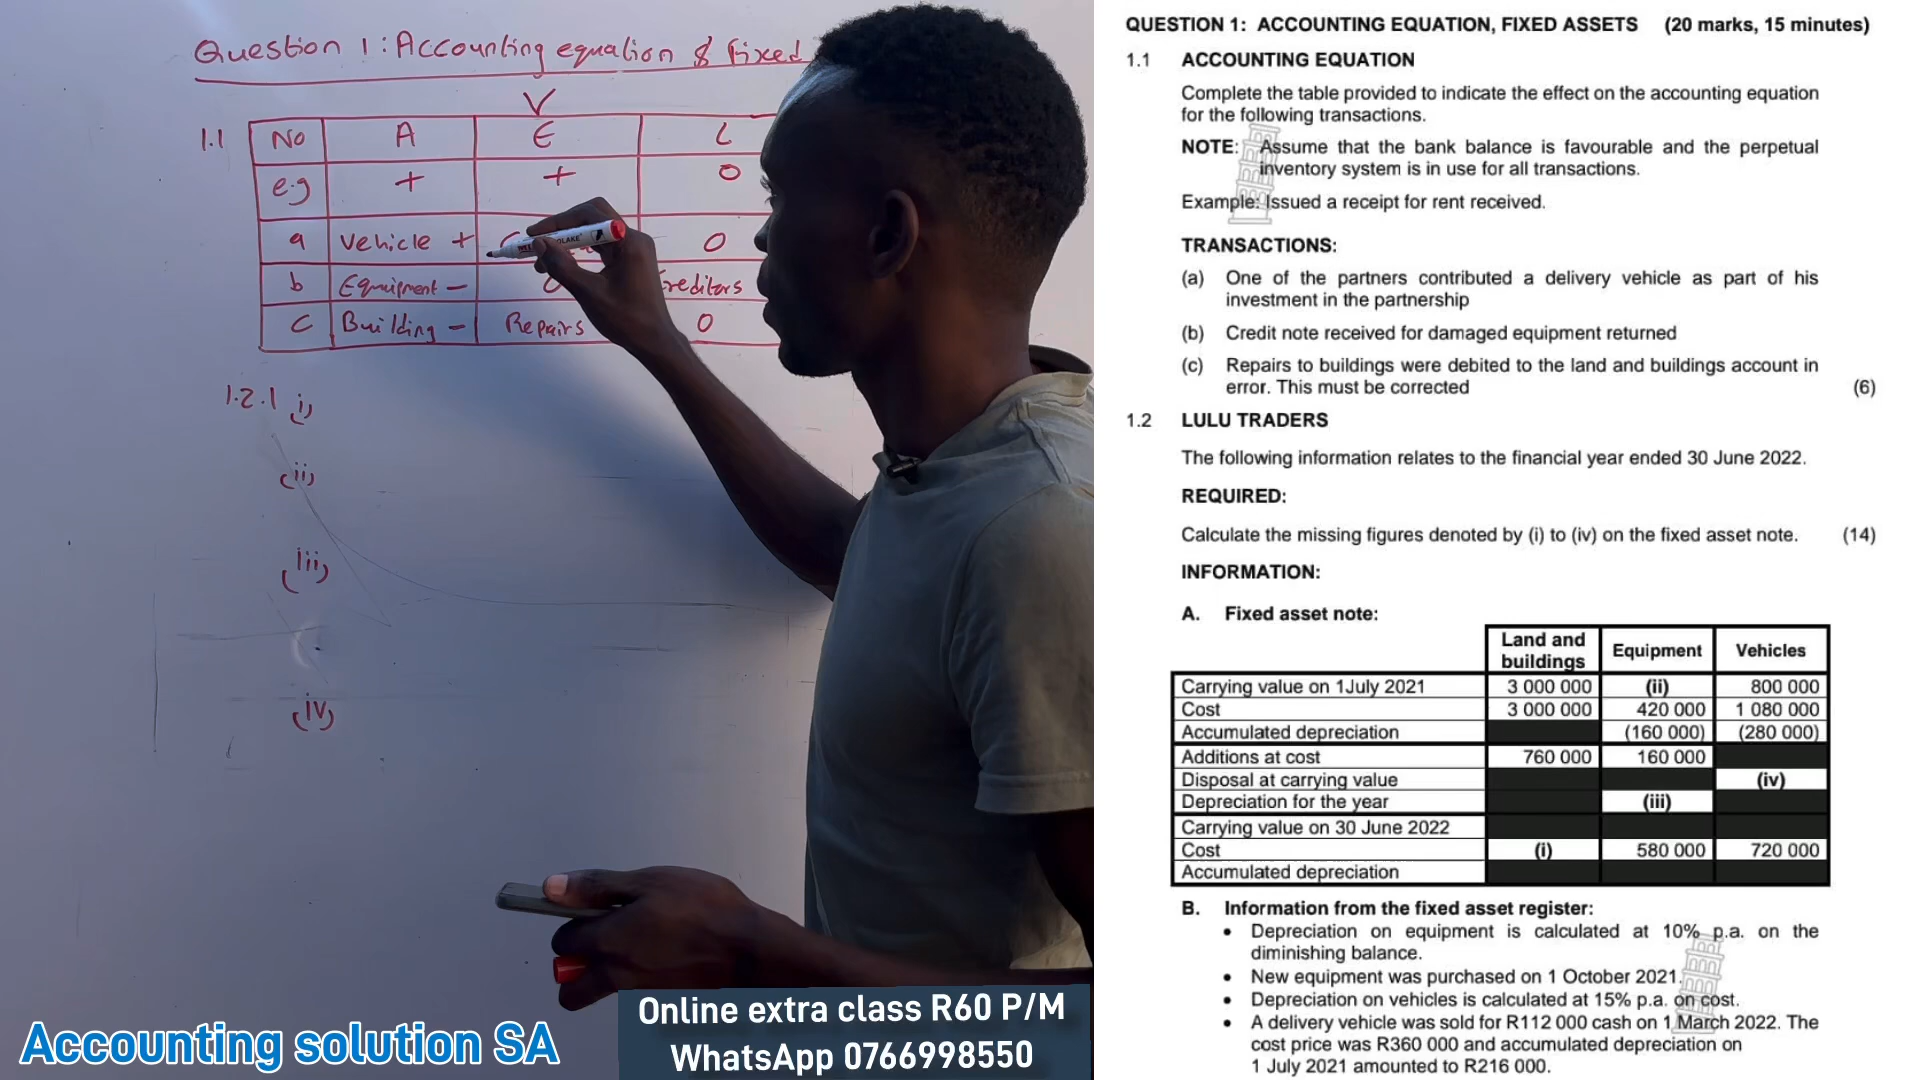 Question 1: Accounting equation & Fixed
V
1.1 No A E L
e.g + + 0
a Vehicle + 0
b Equipment - reditors
c Building - Repairs 0
1.2.1 i)
(ii)
(iii)
(iv)
Accounting solution SA
Online extra class R60 P/M
WhatsApp 0766998550
QUESTION 1: ACCOUNTING EQUATION, FIXED ASSETS (20 marks, 15 minutes)
1.1 ACCOUNTING EQUATION
Complete the table provided to indicate the effect on the accounting equation
for the following transactions.
NOTE: Assume that the bank balance is favourable and the perpetual
inventory system is in use for all transactions.
Example: Issued a receipt for rent received.
TRANSACTIONS:
(a) One of the partners contributed a delivery vehicle as part of his
investment in the partnership
(b) Credit note received for damaged equipment returned
(c) Repairs to buildings were debited to the land and buildings account in
error. This must be corrected (6)
1.2 LULU TRADERS
The following information relates to the financial year ended 30 June 2022.
REQUIRED:
Calculate the missing figures denoted by (i) to (iv) on the fixed asset note. (14)
INFORMATION:
A. Fixed asset note:
Land and buildings Equipment Vehicles
Carrying value on 1July 2021 3 000 000 (ii) 800 000
Cost 3 000 000 420 000 1 080 000
Accumulated depreciation (160 000) (280 000)
Additions at cost 760 000 160 000
Disposal at carrying value (iv)
Depreciation for the year (iii)
Carrying value on 30 June 2022
Cost (i) 580 000 720 000
Accumulated depreciation
B. Information from the fixed asset register:
• Depreciation on equipment is calculated at 10% p.a. on the
diminishing balance.
• New equipment was purchased on 1 October 2021.
• Depreciation on vehicles is calculated at 15% p.a. on cost.
• A delivery vehicle was sold for R112 000 cash on 1 March 2022. The
cost price was R360 000 and accumulated depreciation on
1 July 2021 amounted to R216 000.